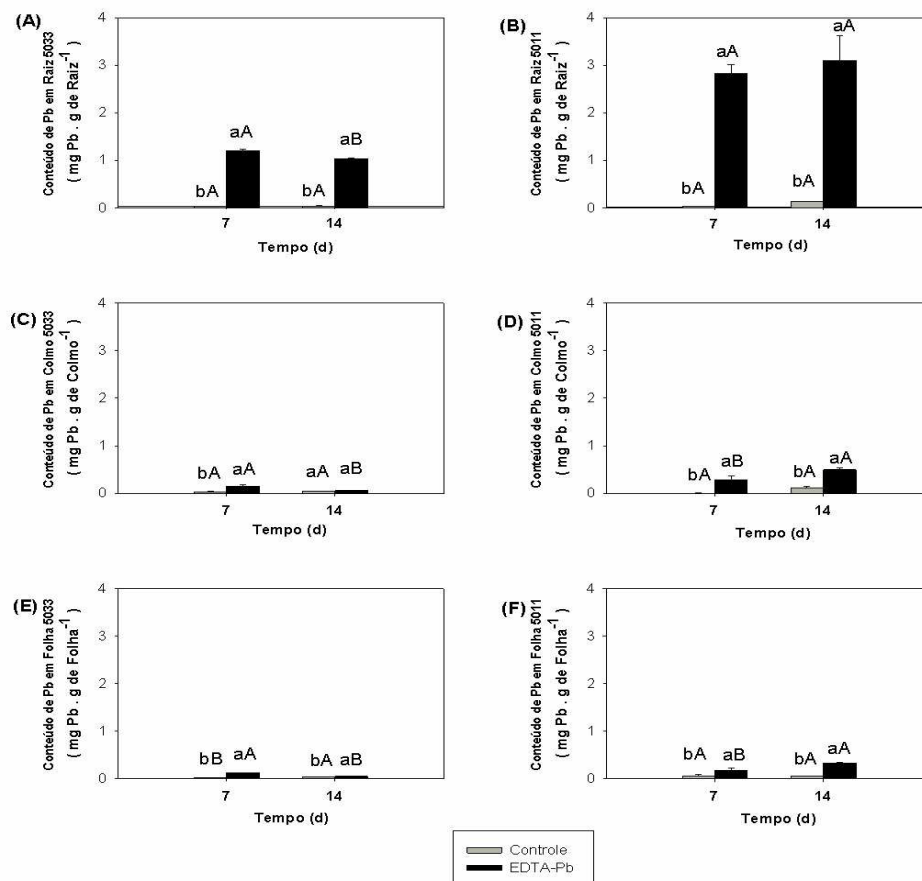 (A)
Conteúdo de Pb em Raiz 5033
( mg Pb . g de Raiz⁻¹ )
4
3
2
1
0
bA
aA
bA
aB
7
14
Tempo (d)
(B)
Conteúdo de Pb em Raiz 5011
( mg Pb . g de Raiz⁻¹ )
4
3
2
1
0
bA
aA
bA
aA
7
14
Tempo (d)
(C)
Conteúdo de Pb em Colmo 5033
( mg Pb . g de Colmo⁻¹ )
4
3
2
1
0
bA
aA
aA
aB
7
14
Tempo (d)
(D)
Conteúdo de Pb em Colmo 5011
( mg Pb . g de Colmo⁻¹ )
4
3
2
1
0
bA
aB
bA
aA
7
14
Tempo (d)
(E)
Conteúdo de Pb em Folha 5033
( mg Pb . g de Folha⁻¹ )
4
3
2
1
0
bB
aA
bA
aB
7
14
Tempo (d)
(F)
Conteúdo de Pb em Folha 5011
( mg Pb . g de Folha⁻¹ )
4
3
2
1
0
bA
aB
bA
aA
7
14
Tempo (d)
Controle
EDTA-Pb